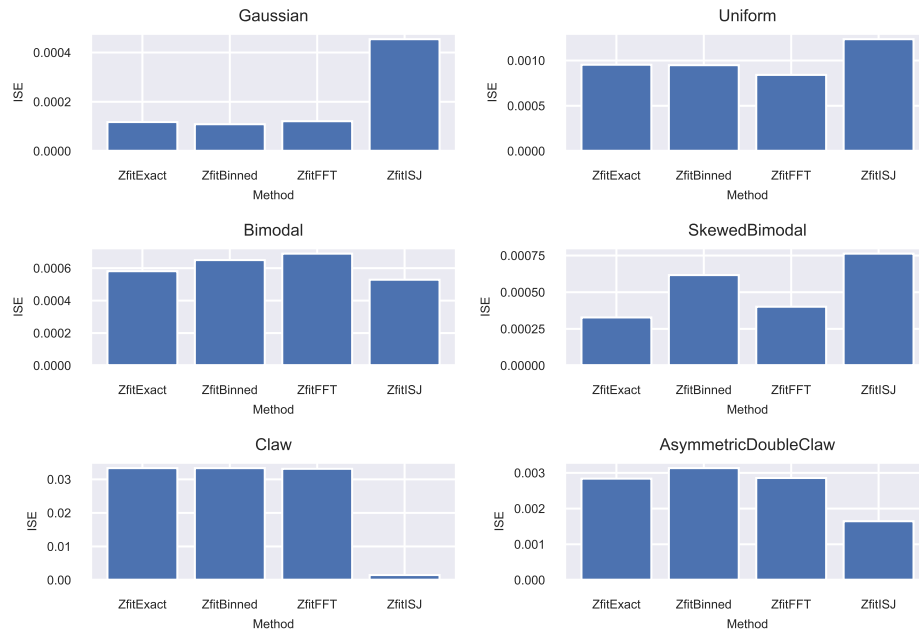 Gaussian
ISE
0.0004
0.0002
0.0000
ZfitExact ZfitBinned ZfitFFT ZfitISJ
Method
Uniform
ISE
0.0010
0.0005
0.0000
ZfitExact ZfitBinned ZfitFFT ZfitISJ
Method
Bimodal
ISE
0.0006
0.0004
0.0002
0.0000
ZfitExact ZfitBinned ZfitFFT ZfitISJ
Method
SkewedBimodal
ISE
0.00075
0.00050
0.00025
0.00000
ZfitExact ZfitBinned ZfitFFT ZfitISJ
Method
Claw
ISE
0.03
0.02
0.01
0.00
ZfitExact ZfitBinned ZfitFFT ZfitISJ
Method
AsymmetricDoubleClaw
ISE
0.003
0.002
0.001
0.000
ZfitExact ZfitBinned ZfitFFT ZfitISJ
Method